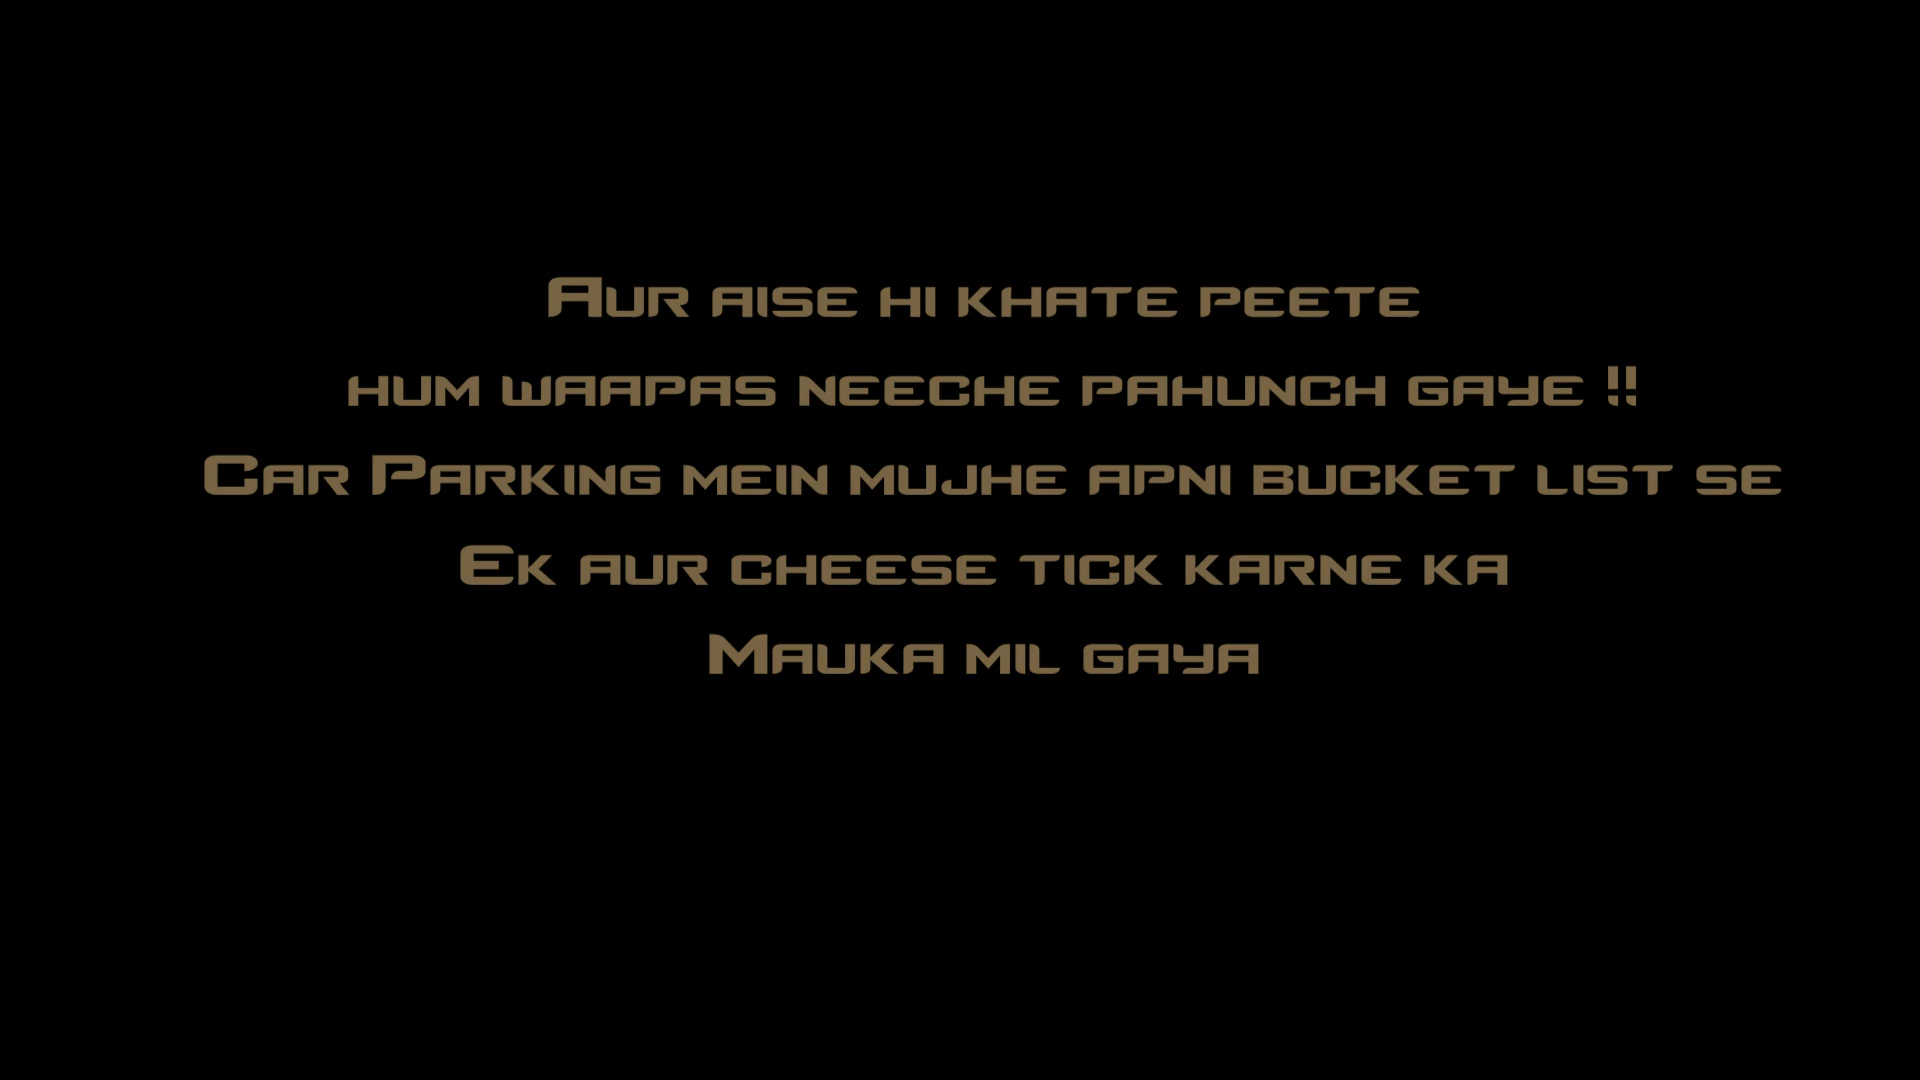 Aur aise hi khate peete
hum waapas neeche pahunch gaye !!
Car Parking mein mujhe apni bucket list se
Ek aur cheese tick karne ka
Mauka mil gaya